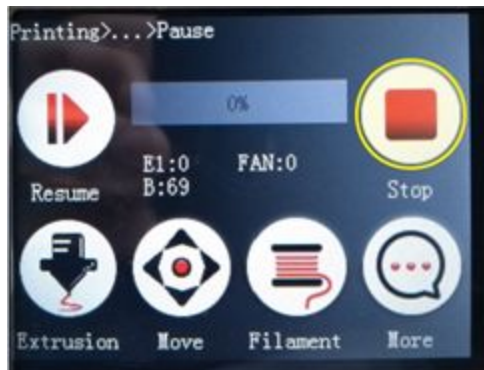 Printing>...>Pause
0%
E1:0 FAN:0
B:69
Resume
Stop
Extrusion Move Filament More